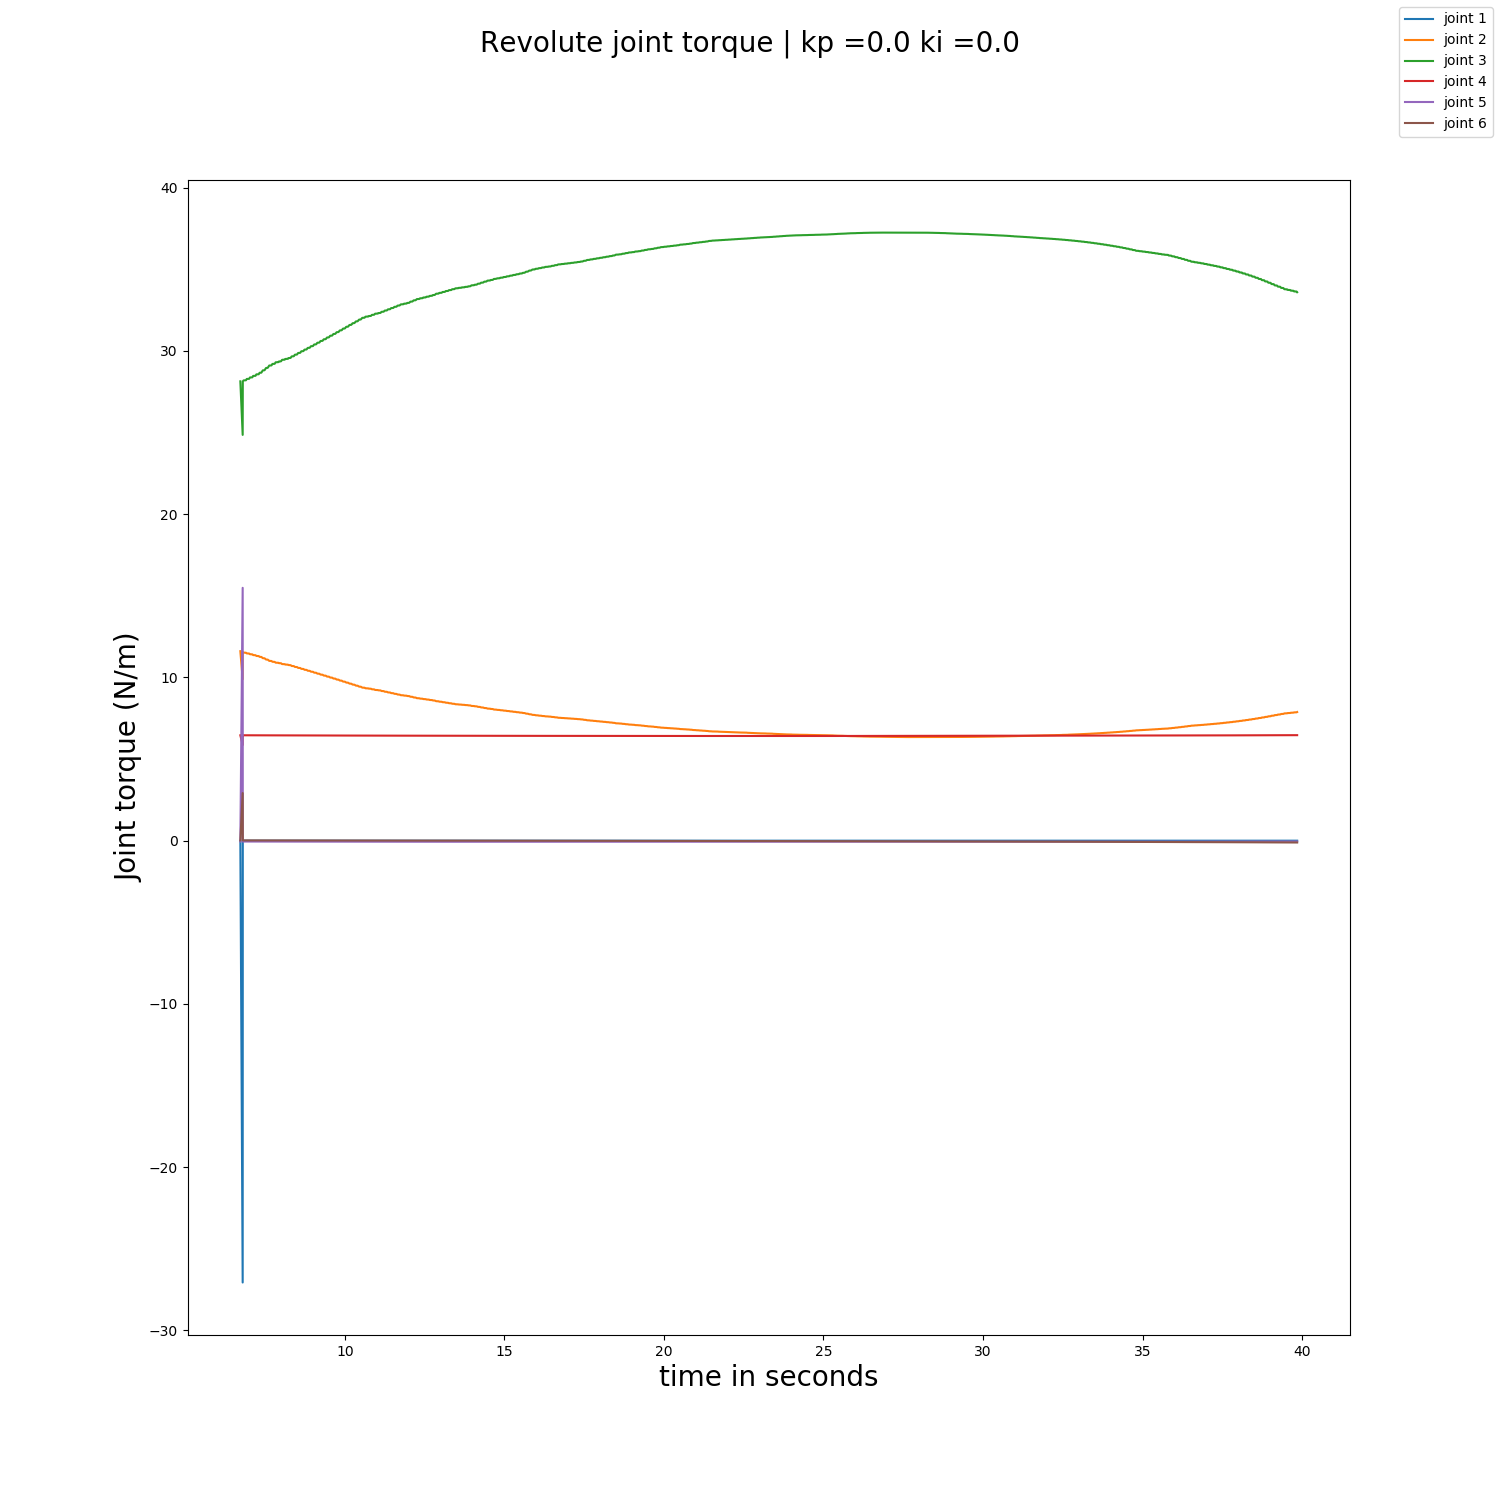 Revolute joint torque | kp =0.0 ki =0.0
joint 1
joint 2
joint 3
joint 4
joint 5
joint 6
40
30
20
10
0
−10
−20
−30
Joint torque (N/m)
10 15 20 25 30 35 40
time in seconds